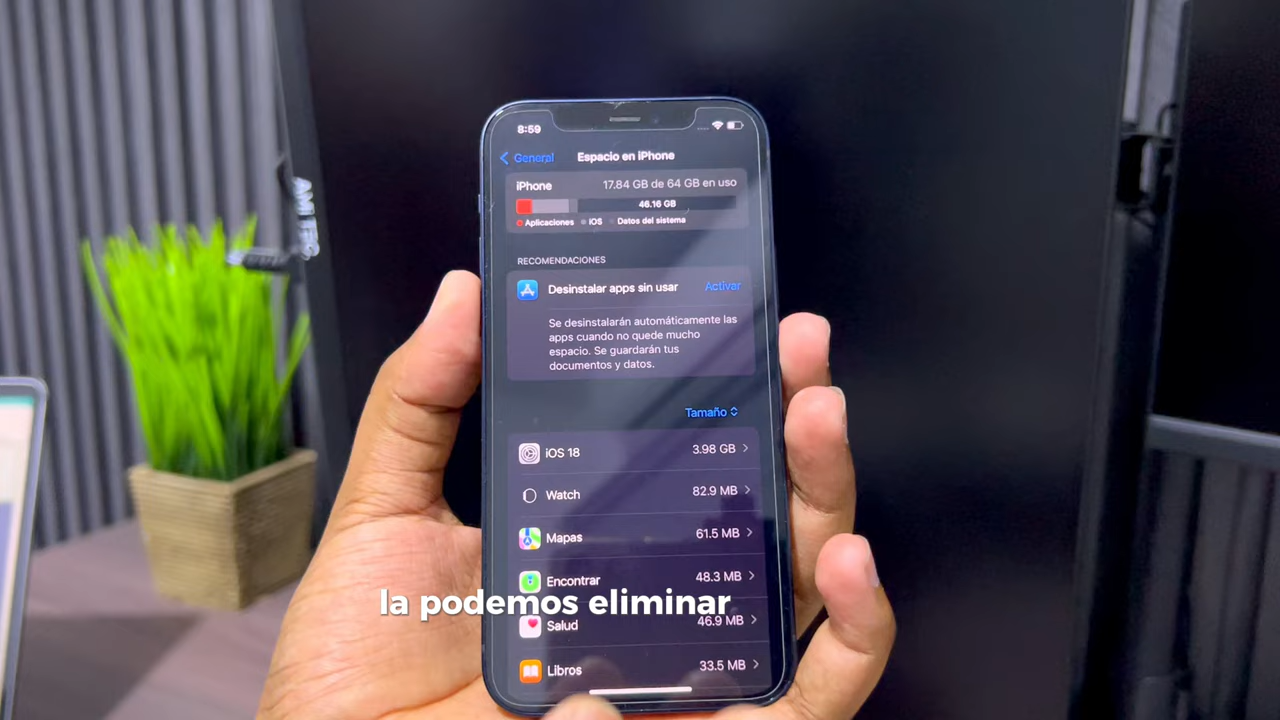 8:59
General
Espacio en iPhone
iPhone
17.84 GB de 64 GB en uso
46.16 GB
Aplicaciones
iOS
Datos del sistema
RECOMENDACIONES
Desinstalar apps sin usar
Activar
Se desinstalarán automáticamente las
apps cuando no quede mucho
espacio. Se guardarán tus
documentos y datos.
Tamaño
iOS 18
3.98 GB
Watch
82.9 MB
Mapas
61.5 MB
Encontrar
48.3 MB
la podemos eliminar
Salud
46.9 MB
Libros
33.5 MB